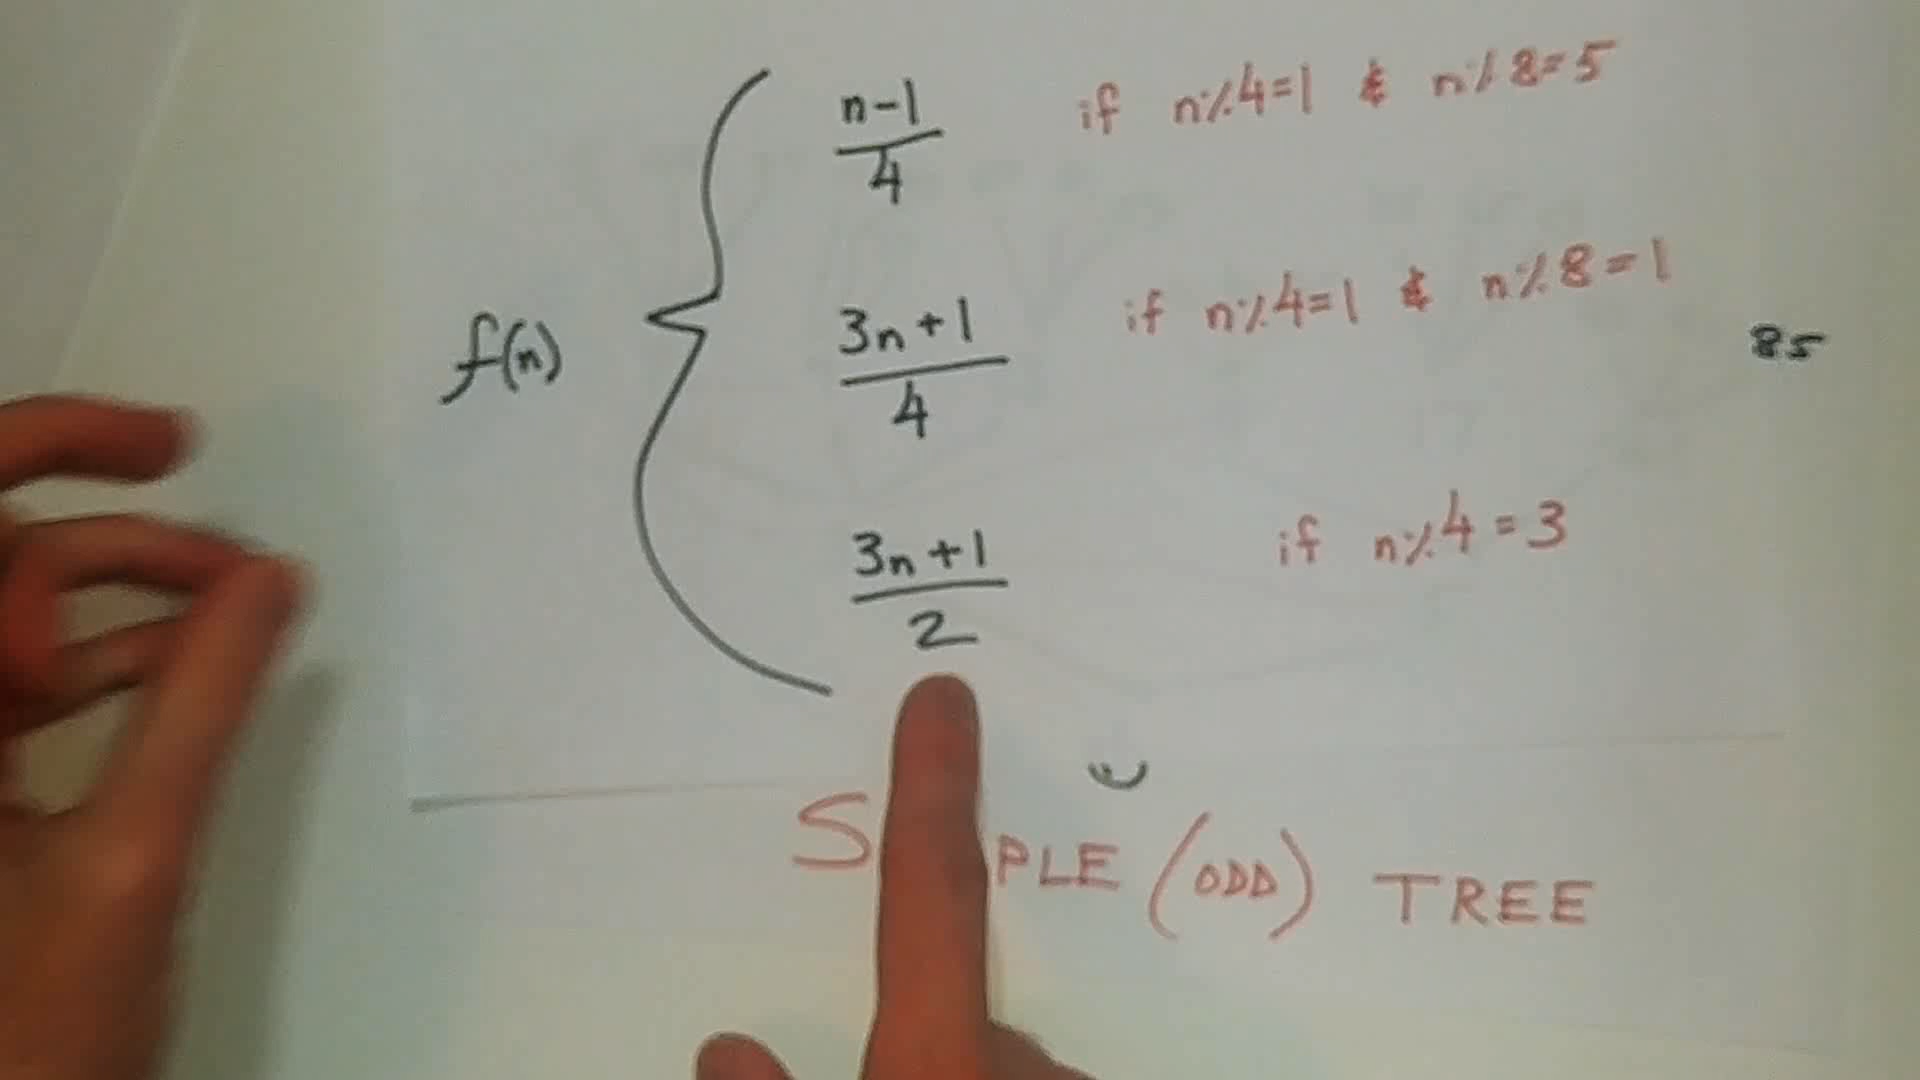 n-1
4
if n%4=1 & n%8=5
f(n)
3n+1
4
if n%4=1 & n%8=1
85
3n+1
2
if n%4=3
(ODD) TREE